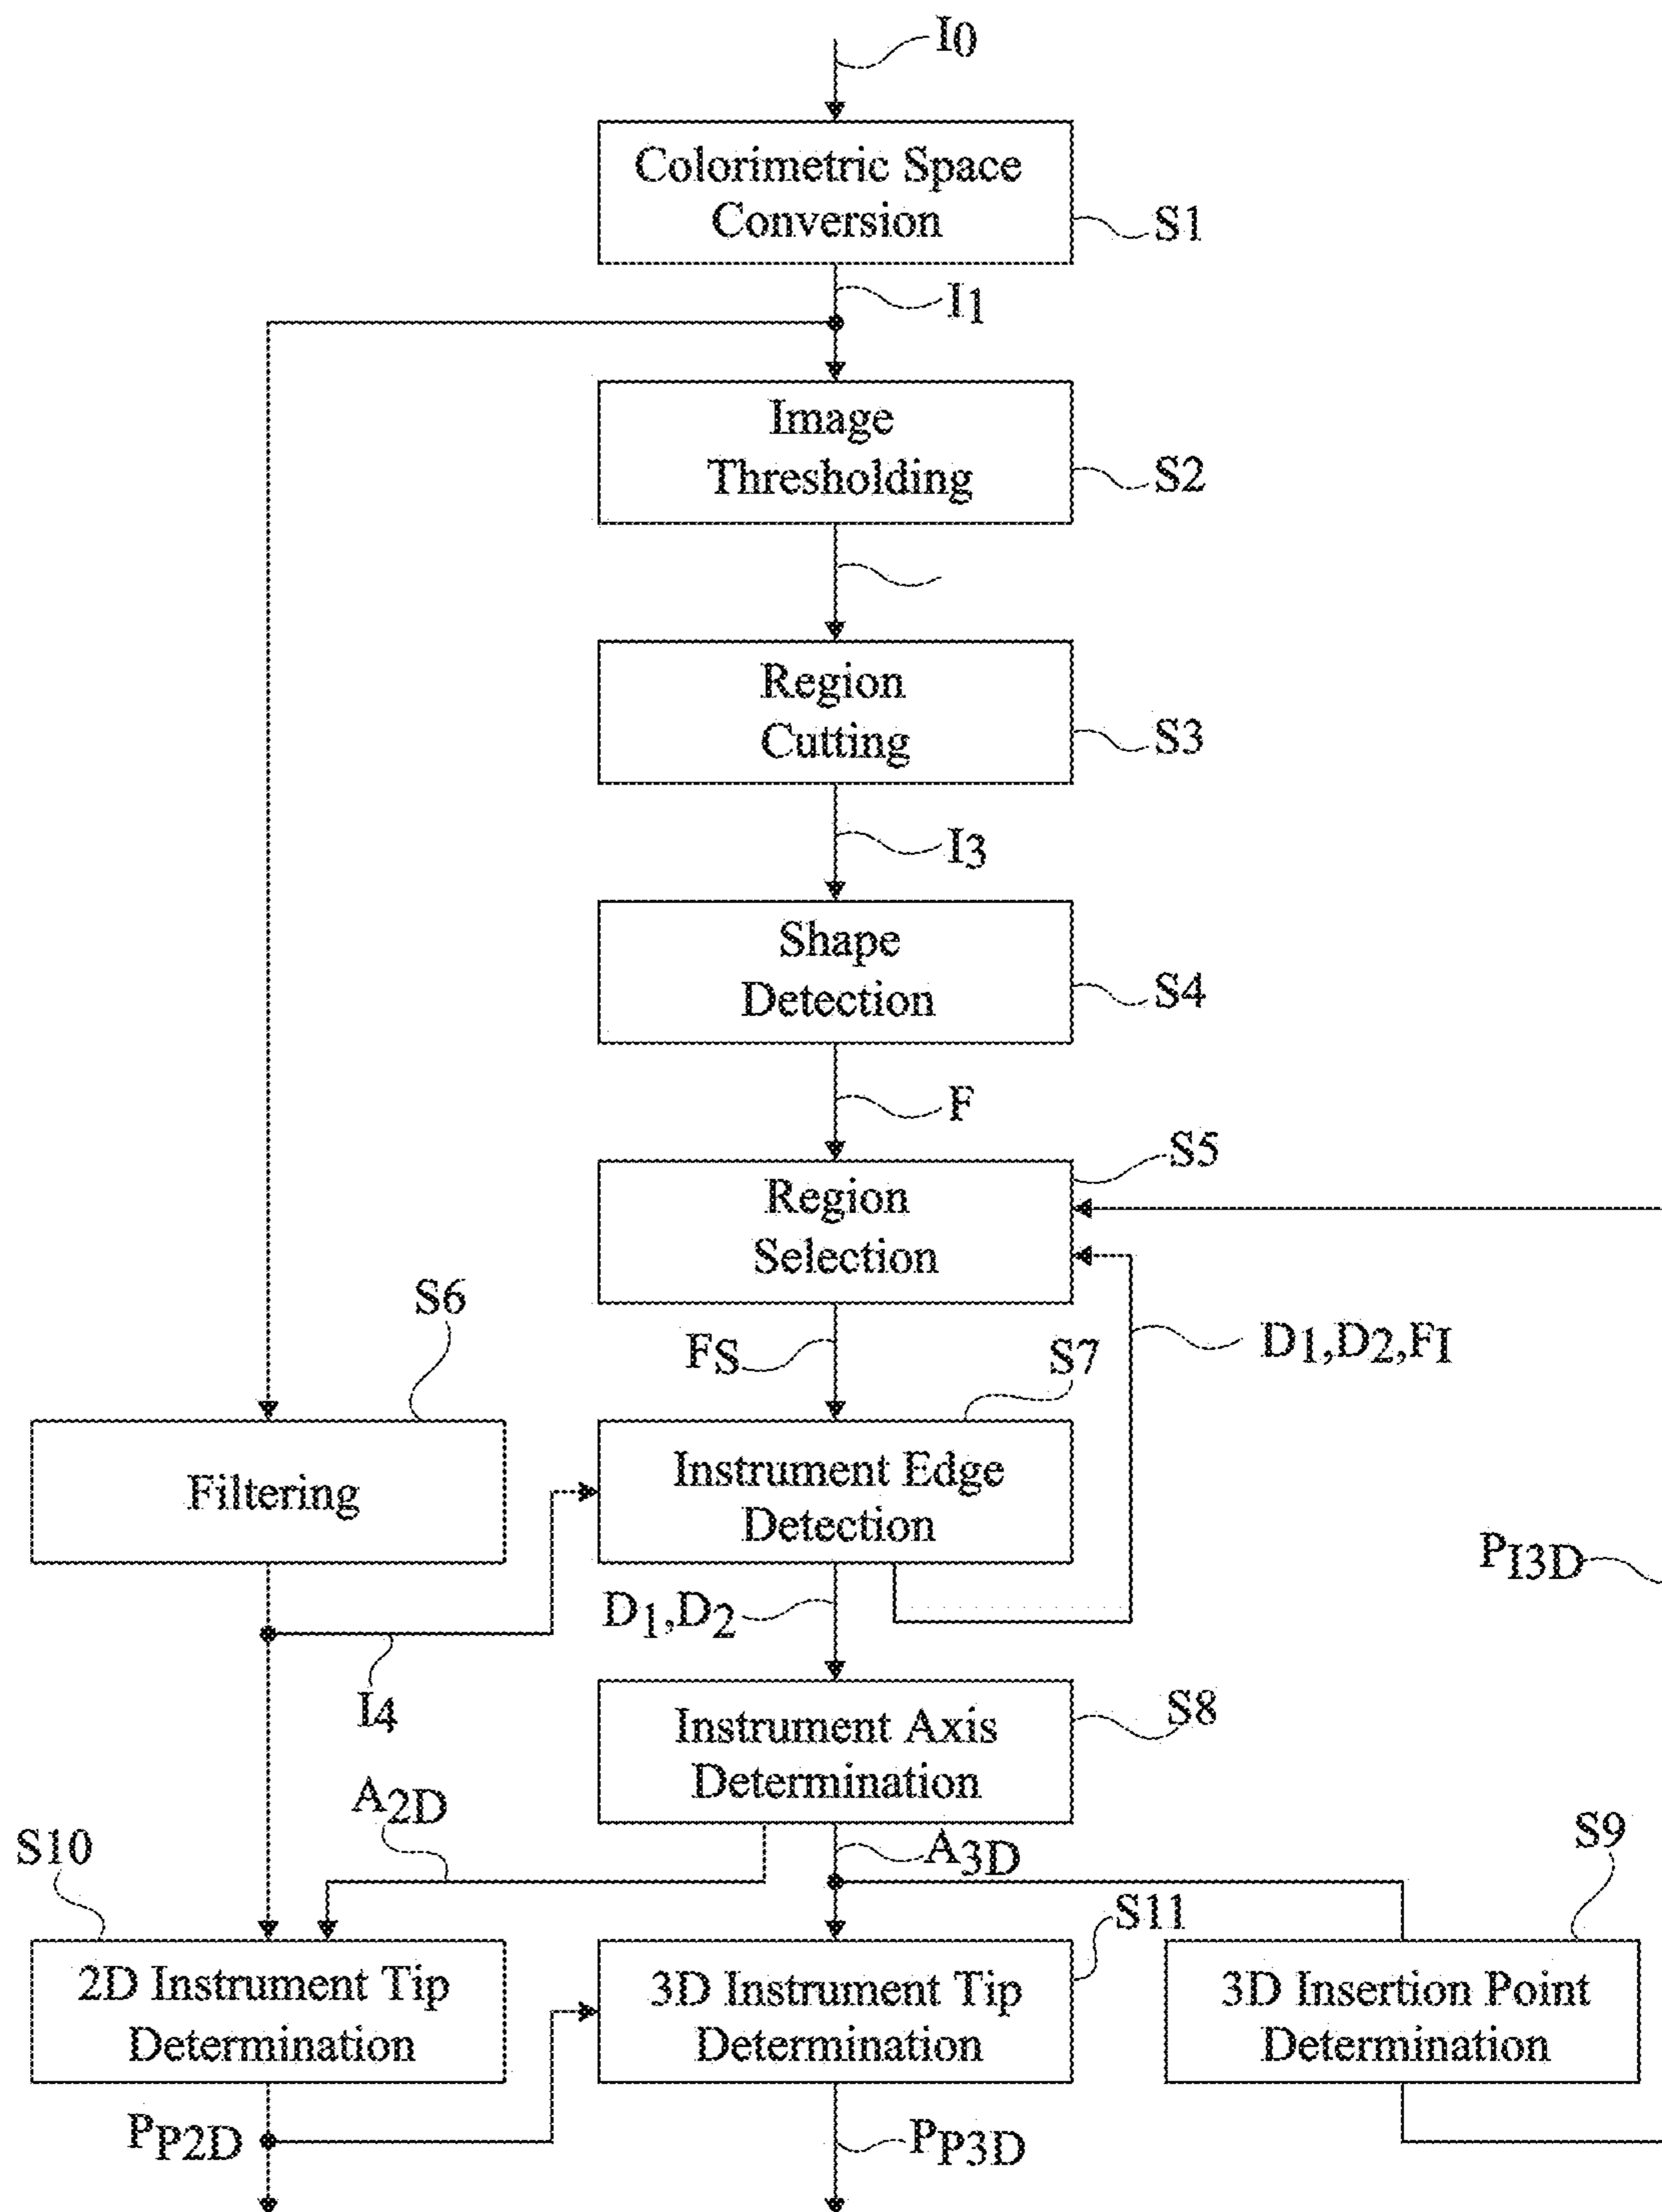 I0
Colorimetric Space
Conversion
S1
I1
Image
Thresholding
S2
Region
Cutting
S3
I3
Shape
Detection
S4
F
S5
Region
Selection
S6
FS
S7
D1,D2,FI
Filtering
Instrument Edge
Detection
PI3D
D1,D2
I4
S8
Instrument Axis
Determination
A2D
A3D
S10
S9
S11
2D Instrument Tip
Determination
3D Instrument Tip
Determination
3D Insertion Point
Determination
PP2D
PP3D